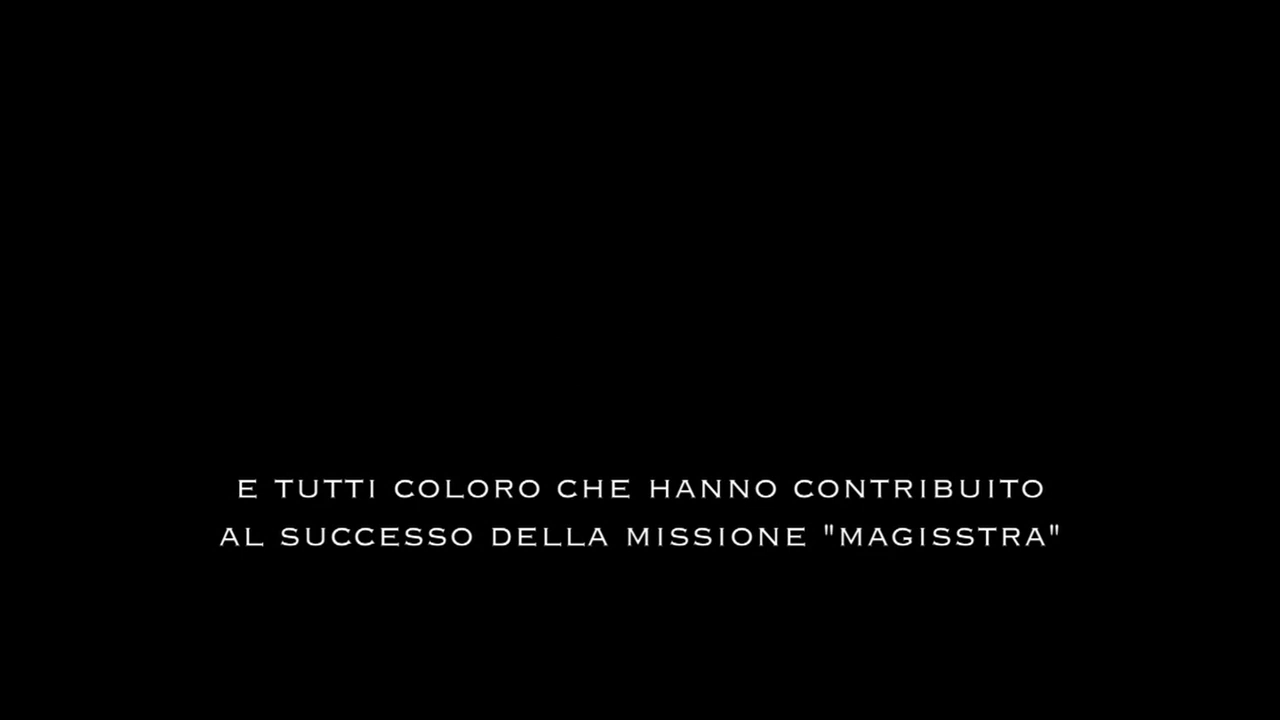 E TUTTI COLORO CHE HANNO CONTRIBUITO
AL SUCCESSO DELLA MISSIONE "MAGISSTRA"